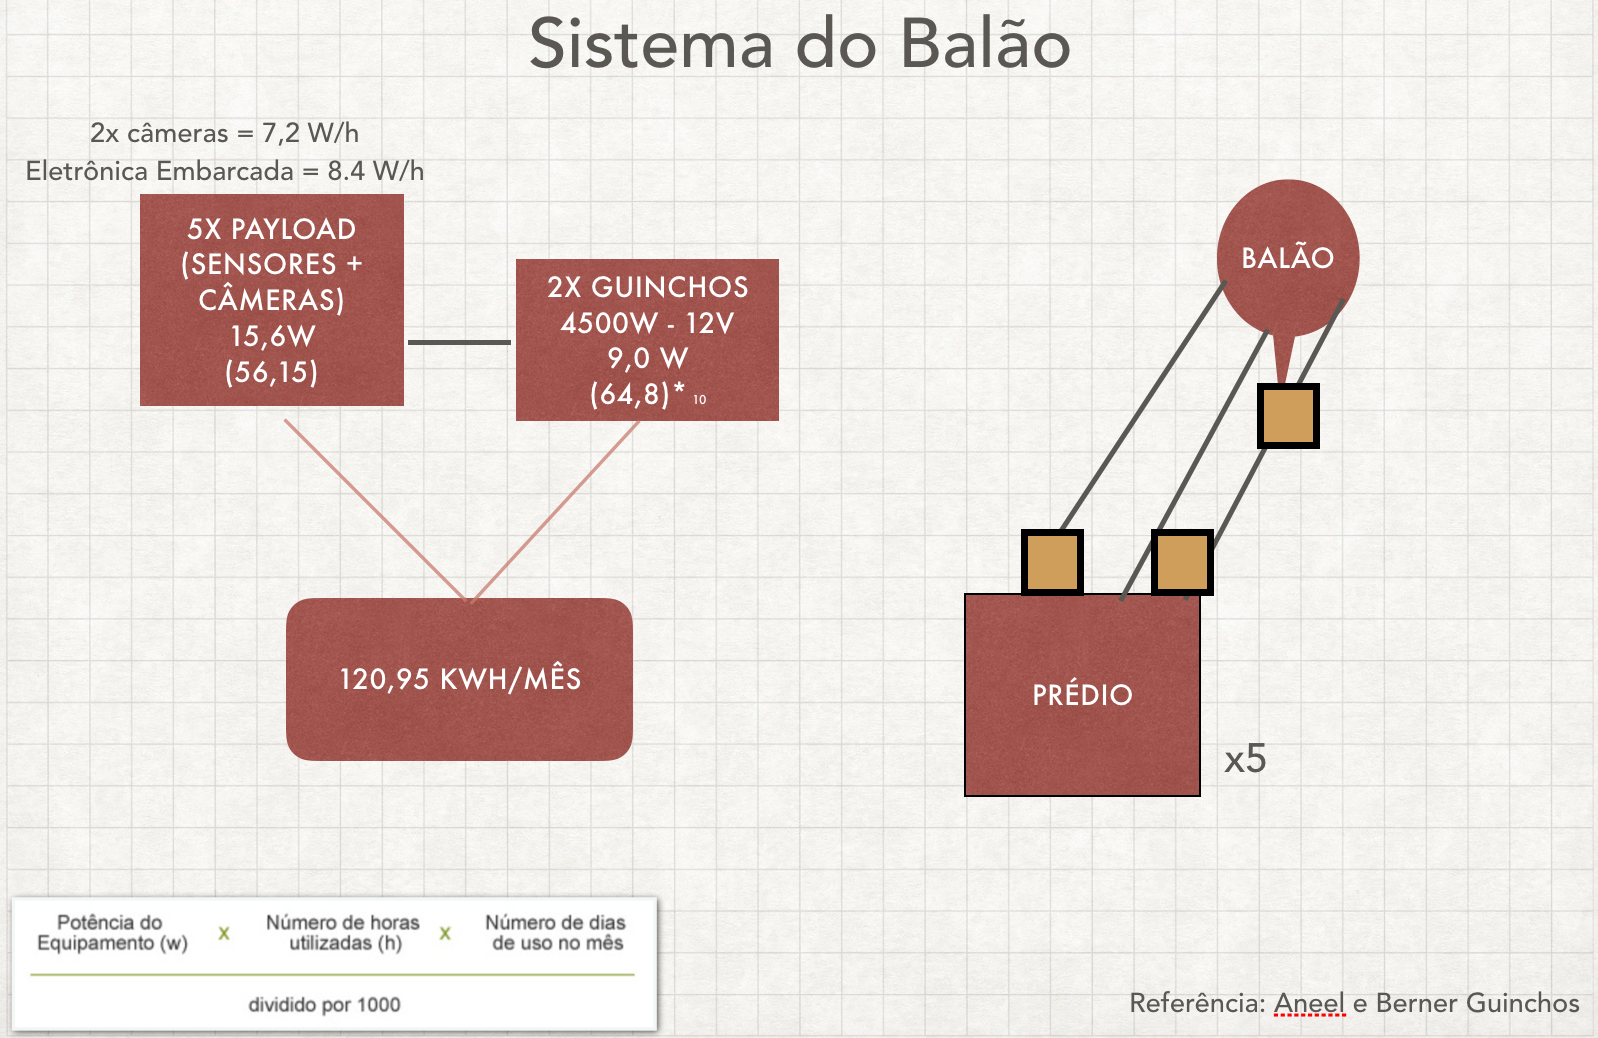 Sistema do Balão
2x câmeras = 7,2 W/h
Eletrônica Embarcada = 8.4 W/h
5X PAYLOAD
(SENSORES +
CÂMERAS)
15,6W
(56,15)
2X GUINCHOS
4500W - 12V
9,0 W
(64,8)* 10
120,95 KWH/MÊS
BALÃO
PRÉDIO
x5
Potência do
Equipamento (w)
x
Número de horas
utilizadas (h)
x
Número de dias
de uso no mês
dividido por 1000
Referência: Aneel e Berner Guinchos